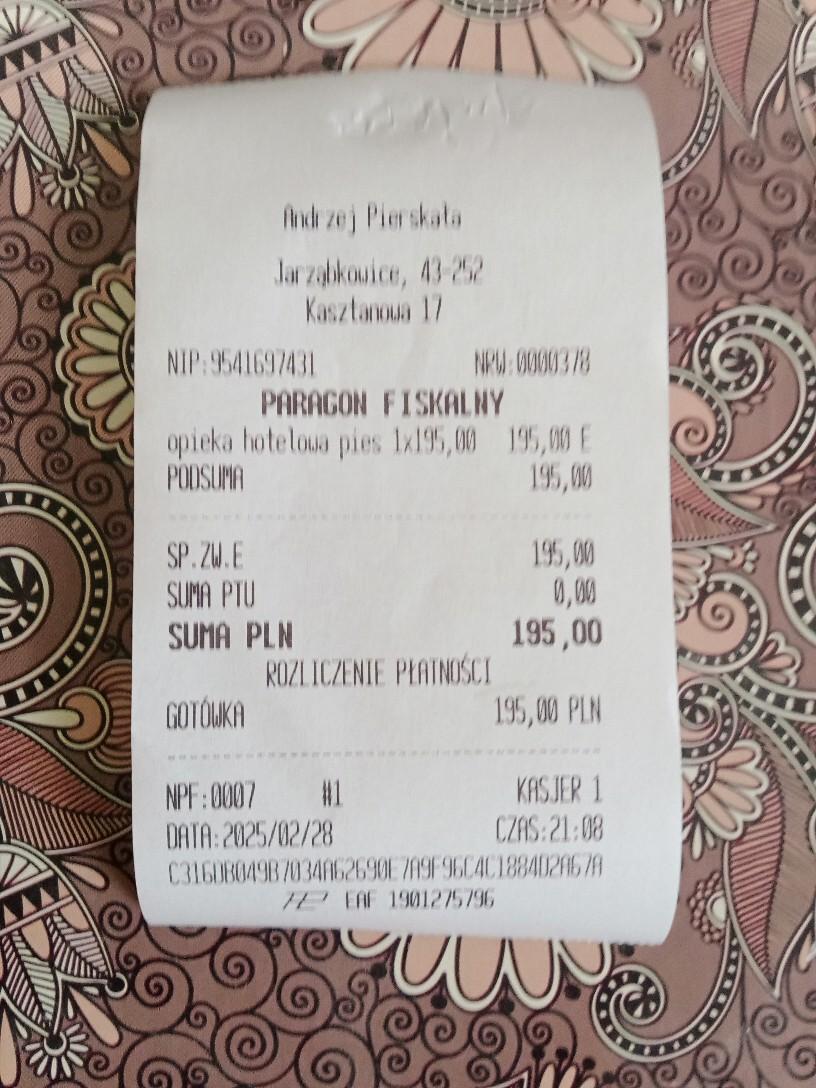 Andrzej Pierskała
Jarząbkowice, 43-252
Kasztanowa 17
NIP:9541697431 NRW:0000378
PARAGON FISKALNY
opieka hotelowa pies 1x195,00 195,00 E
PODSUMA 195,00
SP.ZW.E 195,00
SUMA PTU 0,00
SUMA PLN 195,00
ROZLICZENIE PŁATNOŚCI
GOTÓWKA 195,00 PLN
NPF:0007 #1 KASJER 1
DATA:2025/02/28 CZAS:21:08
C316DB049B7034A62690E7A9F96C4C1884D2A67A
EAF 1901275796